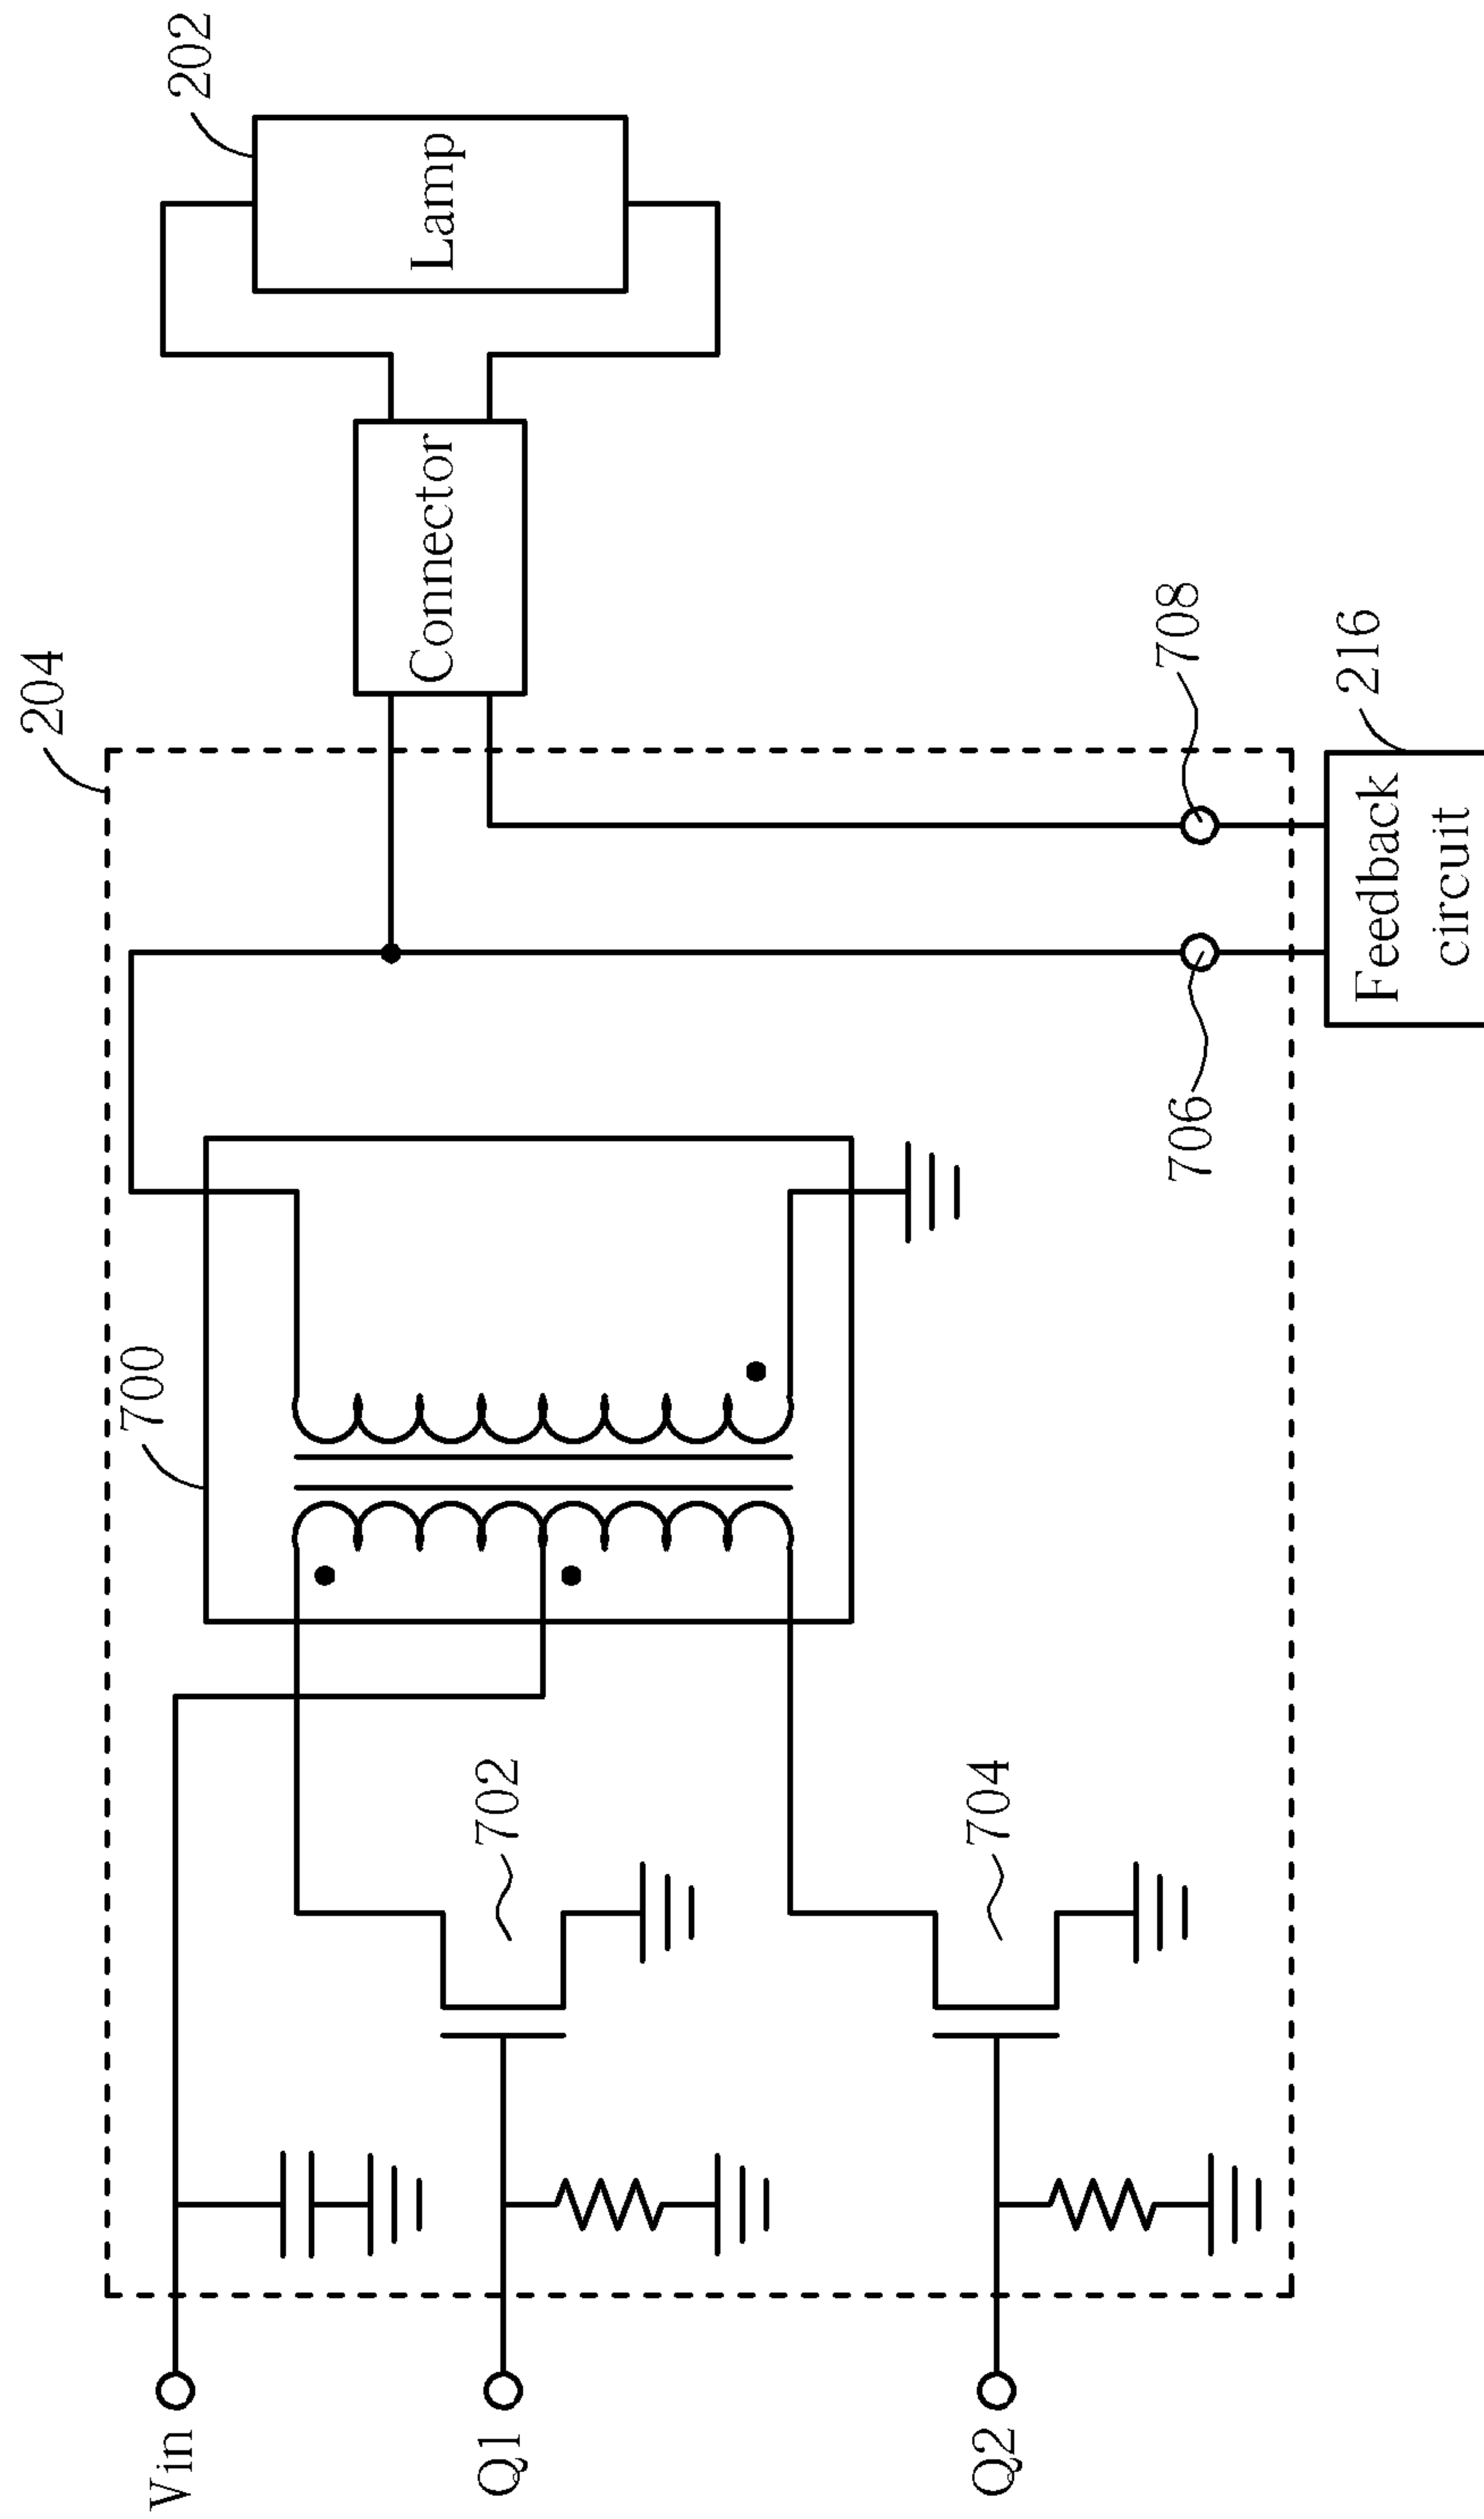 204
202
700
Lamp
Connector
Vin
702
Q1
704
Q2
706
708
216
Feedback
circuit